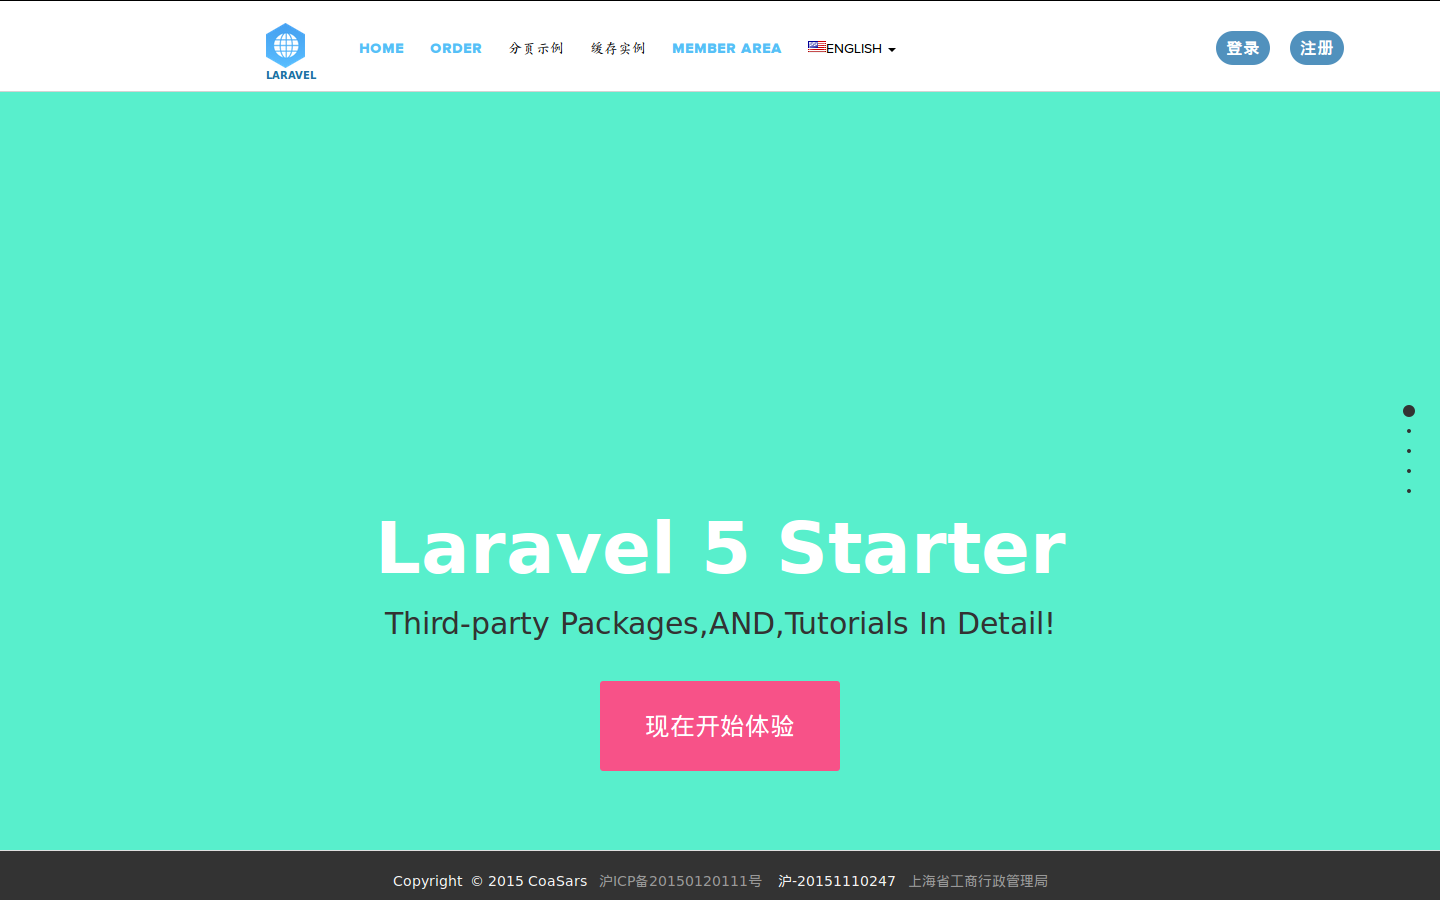 LARAVEL
HOME ORDER 分页示例 缓存实例 MEMBER AREA ENGLISH 登录 注册
Laravel 5 Starter
Third-party Packages,AND,Tutorials In Detail!
现在开始体验
Copyright © 2015 CoaSars 沪ICP备20150120111号 沪-20151110247 上海省工商行政管理局